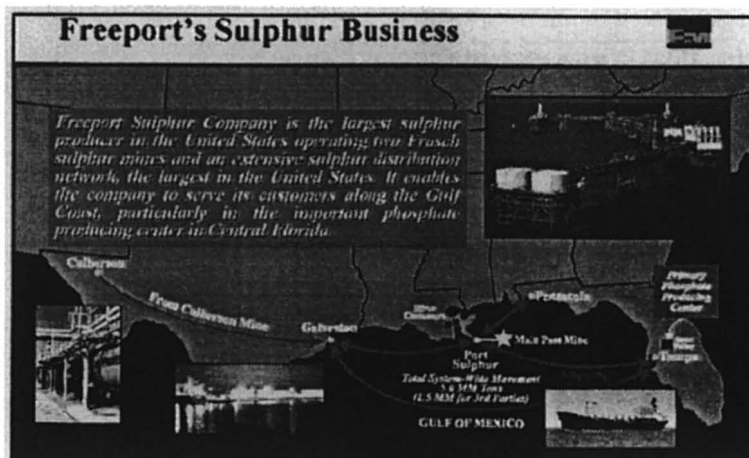 Freeport's Sulphur Business
Freeport Sulphur Company is the largest sulphur
producer in the United States operating two Frasch
sulphur mines and an extensive sulphur distribution
network, the largest in the United States. It enables
the company to serve its customers along the Gulf
Coast, particularly in the important phosphate
producing center in Central Florida.
Culberson
From Culberson Mine
Galveston
Pensacola
Primary
Phosphate
Producing
Center
Main Pass Mine
Port
Sulphur
Tampa
Total System-Wide Movement
MM Tons
(1.5 MM for 3rd Parties)
GULF OF MEXICO